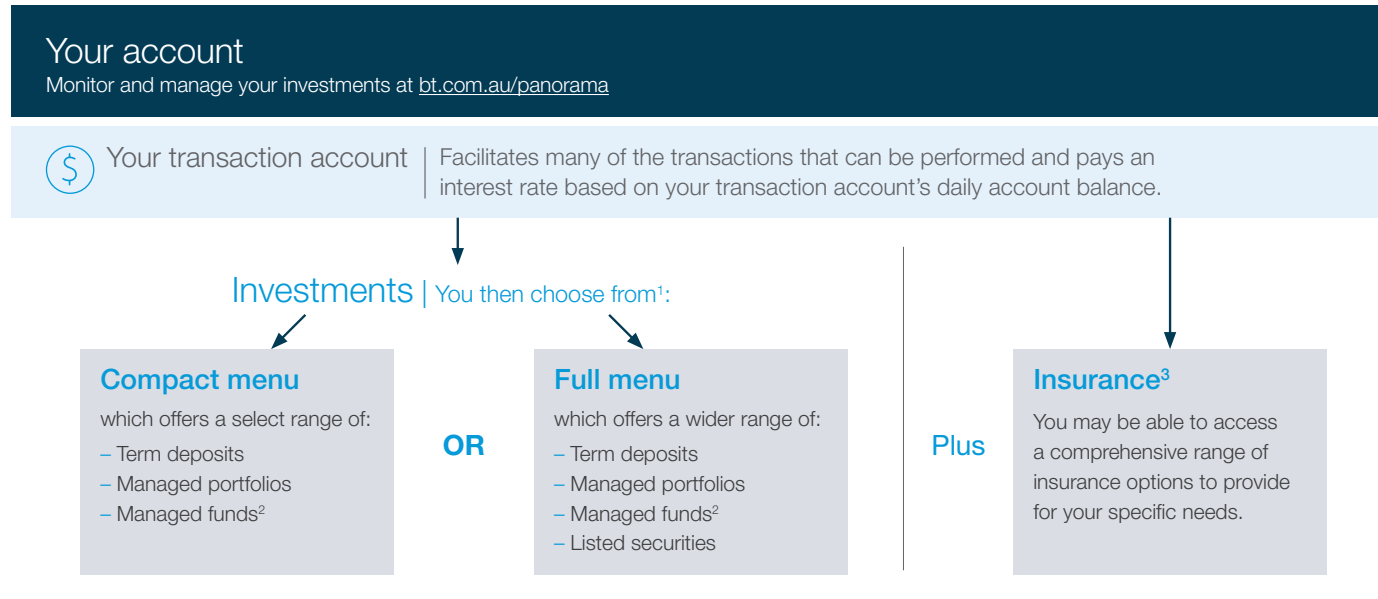 Your account
Monitor and manage your investments at bt.com.au/panorama
$
Your transaction account
Facilitates many of the transactions that can be performed and pays an
interest rate based on your transaction account’s daily account balance.
Investments | You then choose from¹:
Compact menu
which offers a select range of:
– Term deposits
– Managed portfolios
– Managed funds²
OR
Full menu
which offers a wider range of:
– Term deposits
– Managed portfolios
– Managed funds²
– Listed securities
Plus
Insurance³
You may be able to access
a comprehensive range of
insurance options to provide
for your specific needs.